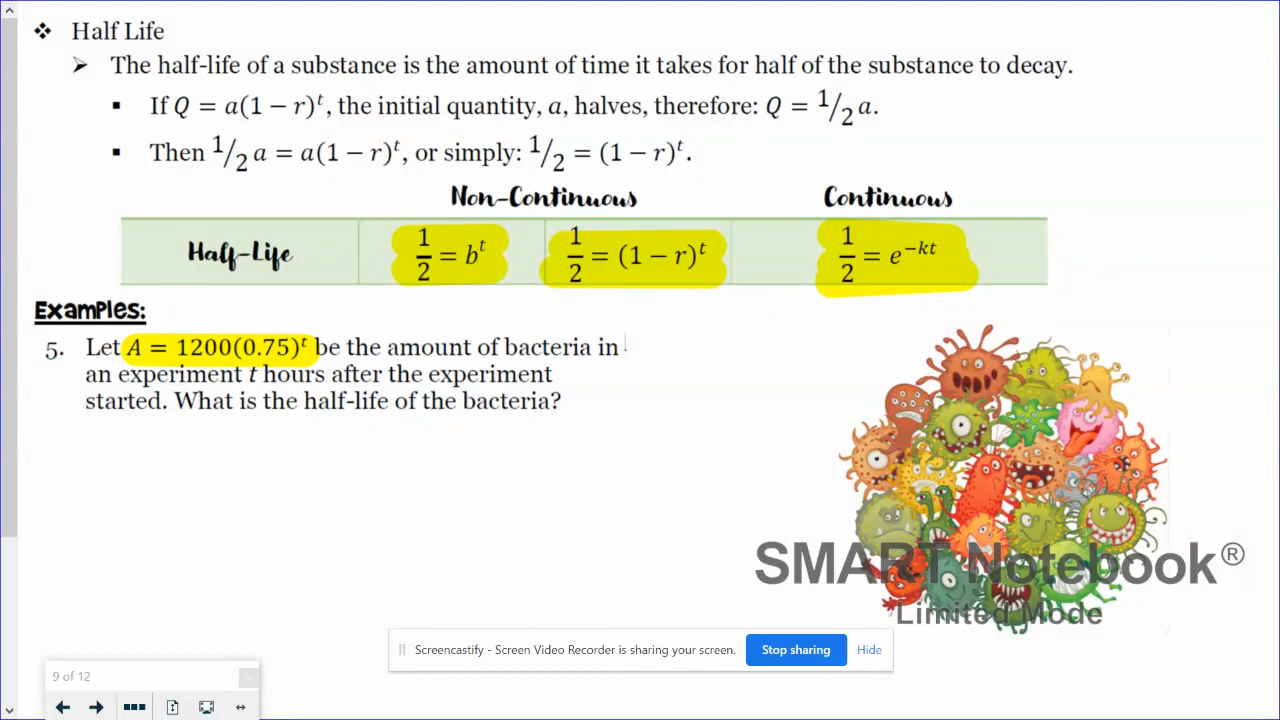 ❖ Half Life
➢ The half-life of a substance is the amount of time it takes for half of the substance to decay.
▪ If Q = a(1 − r)^t, the initial quantity, a, halves, therefore: Q = 1/2 a.
▪ Then 1/2 a = a(1 − r)^t, or simply: 1/2 = (1 − r)^t.
Non-Continuous Continuous
Half-Life 1/2 = b^t 1/2 = (1 − r)^t 1/2 = e^−kt
Examples:
5. Let A = 1200(0.75)^t be the amount of bacteria in
an experiment t hours after the experiment
started. What is the half-life of the bacteria?
SMART Notebook®
Limited Mode
Screencastify - Screen Video Recorder is sharing your screen. Stop sharing Hide
9 of 12